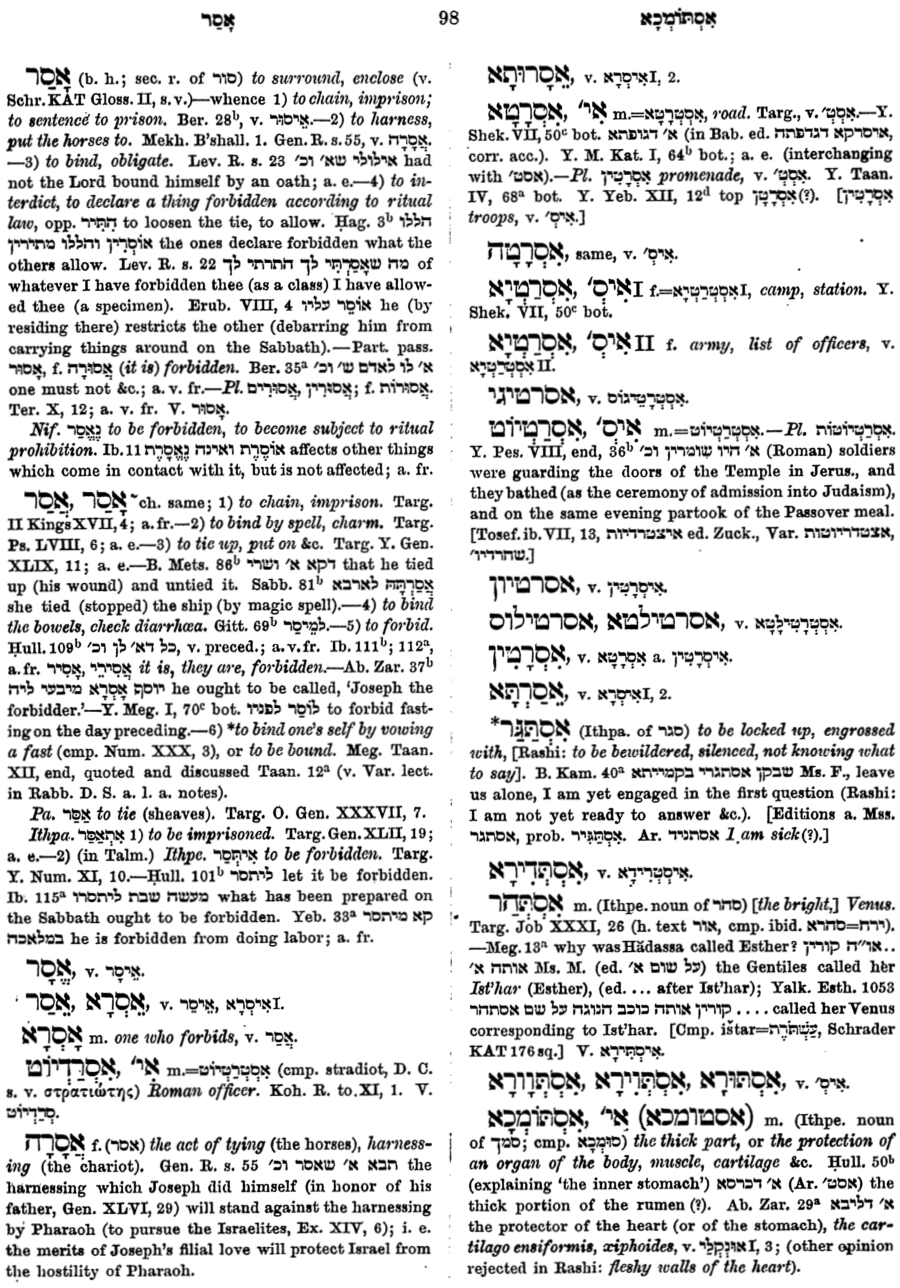 אָסַר 98 אִסְתּוֹמְכָא
אָסַר (b. h.; sec. r. of סור) to surround, enclose (v.
Schr. KAT Gloss. II, s. v.)—whence 1) to chain, imprison;
to sentence to prison. Ber. 28b, v. אִיסּוּר.—2) to harness,
put the horses to. Mekh. B'shall. 1. Gen. R. s. 55, v. אֲסָרָה.
—3) to bind, obligate. Lev. R. s. 23 אילולי שא׳ וכ׳ had
not the Lord bound himself by an oath; a. e.—4) to in-
terdict, to declare a thing forbidden according to ritual
law, opp. הִתִּיר to loosen the tie, to allow. Ḥag. 3b הללו
אוֹסְרִין והללו מתירין the ones declare forbidden what the
others allow. Lev. R. s. 22 מה שאָסַרְתִּי לך התרתי לך of
whatever I have forbidden thee (as a class) I have allow-
ed thee (a specimen). Erub. VIII, 4 אוֹסֵר עליו he (by
residing there) restricts the other (debarring him from
carrying things around on the Sabbath).—Part. pass.
אָסוּר, f. אֲסוּרָה (it is) forbidden. Ber. 35a א׳ לו לאדם ש׳ וכ׳
one must not &c.; a. v. fr.—Pl. אֲסוּרִים, אֲסוּרִין; f. אֲסוּרוֹת.
Ter. X, 12; a. v. fr. V. אָסוּר.
Nif. נֶאֱסַר to be forbidden, to become subject to ritual
prohibition. Ib. 11 אוֹסֶרֶת ואינה נֶאֱסֶרֶת affects other things
which come in contact with it, but is not affected; a. fr.
אֲסַר, אָסַר ch. same; 1) to chain, imprison. Targ.
II Kings XVII, 4; a. fr.—2) to bind by spell, charm. Targ.
Ps. LVIII, 6; a. e.—3) to tie up, put on &c. Targ. Y. Gen.
XLIX, 11; a. e.—B. Mets. 86b דקא א׳ ושרי that he tied
up (his wound) and untied it. Sabb. 81b אֲסַרְתָּהּ לארבא
she tied (stopped) the ship (by magic spell).—4) to bind
the bowels, check diarrhœa. Gitt. 69b לְמֵיסַר.—5) to forbid.
Ḥull. 109b כל דא׳ לן וכ׳, v. preced.; a. v. fr. Ib. 111b; 112a,
a. fr. אֲסִירֵי, אָסִיר it is, they are, forbidden.—Ab. Zar. 37b
יוסף אָסְרָא מיבעי ליה he ought to be called, 'Joseph the
forbidder.'—Y. Meg. I, 70c bot. לוֹסַר לפניו to forbid fast-
ing on the day preceding.—6) *to bind one's self by vowing
a fast (cmp. Num. XXX, 3), or to be bound. Meg. Taan.
XII, end, quoted and discussed Taan. 12a (v. Var. lect.
in Rabb. D. S. a. l. a. notes).
Pa. אַסַּר to tie (sheaves). Targ. O. Gen. XXXVII, 7.
Ithpa. אִתְאַסַּר 1) to be imprisoned. Targ. Gen. XLII, 19;
a. e.—2) (in Talm.) Ithpe. אִיתְּסַר to be forbidden. Targ.
Y. Num. XI, 10.—Ḥull. 101b ליתסר let it be forbidden.
Ib. 115a מעשה שבת ליתסרו what has been prepared on
the Sabbath ought to be forbidden. Yeb. 33a קא מיתסר
במלאכה he is forbidden from doing labor; a. fr.
אֱסָר, v. אִיסָר.
אֱסָר, אֱסָרָא, v. אִיסָר, אִיסָּרָא I.
אָסְרָא m. one who forbids, v. אֲסַר.
אִסְרַדְיוֹט, אִי׳ m.=אִסְטְרַטְיוֹט (cmp. stradiot, D. C.
s. v. στρατιώτης) Roman officer. Koh. R. to. XI, 1. V.
סְרַדְיוֹט.
אֲסָרָה f. (אסר) the act of tying (the horses), harness-
ing (the chariot). Gen. R. s. 55 תבא א׳ שאסר וכ׳ the
harnessing which Joseph did himself (in honor of his
father, Gen. XLVI, 29) will stand against the harnessing
by Pharaoh (to pursue the Israelites, Ex. XIV, 6); i. e.
the merits of Joseph's filial love will protect Israel from
the hostility of Pharaoh.
אֲסָרוּתָא, v. אִיסָּרָא I, 2.
אִסְרָטָא, אִי׳ m.=אִסְטְרָטָא, road. Targ., v. אִסְטְ׳.—Y.
Shek. VII, 50c bot. א׳ דגופתא (in Bab. ed. איסורקא דגדפתה,
corr. acc.). Y. M. Kat. I, 64b bot.; a. e. (interchanging
with אסט׳).—Pl. אִסְרָטִין promenade, v. אִסְטְ׳. Y. Taan.
IV, 68a bot. Y. Yeb. XII, 12d top אִסְרָטָן(?). [אִסְרָטִין
troops, v. אִיסְ׳.]
אִסְרָטָה, same, v. אִיסְ׳.
אִסְרַטְיָא, אִיסְ׳ I f.=אִסְטְרַטְיָא I, camp, station. Y.
Shek. VII, 50c bot.
אִסְרַטְיָא, אִיסְ׳ II f. army, list of officers, v.
אִסְטְרַטְיָא II.
אסרטיגי, v. אִסְטְרַטֵיגוֹס.
אִסְרַטְיוֹט, אִיסְ׳ m.=אִסְטְרַטְיוֹט.—Pl. אִסְרַטְיוֹטוֹת.
Y. Pes. VIII, end, 36b א׳ היו שומרין וכ׳ (Roman) soldiers
were guarding the doors of the Temple in Jerus., and
they bathed (as the ceremony of admission into Judaism),
and on the same evening partook of the Passover meal.
[Tosef. ib. VII, 13, איצטרדיות ed. Zuck., Var. אצטדריוטות,
שחרדיו׳.]
אסרטיון, v. אִיסְרָטִין.
אסרטילטא, אסרטילוס, v. אִסְטְרָטִילָטָא.
אִסְרָטִין, v. אִסְרָטָא a. אִיסְרָטִין.
אֲסַרְתָּא, v. אִיסָּרָא I, 2.
אִסְתַּגַּר* (Ithpa. of סגר) to be locked up, engrossed
with, [Rashi: to be bewildered, silenced, not knowing what
to say]. B. Kam. 40a שבקן אסתגרי בקמייתא Ms. F., leave
us alone, I am yet engaged in the first question (Rashi:
I am not yet ready to answer &c.). [Editions a. Mss.
אסתגר, prob. אִסְתַּגִּיר. Ar. אסתגיד I am sick(?).]
אִסְתְּדִירָא, v. אִיסְטְרִידָא.
אִסְתְּהַר m. (Ithpe. noun of סהר) [the bright,] Venus.
Targ. Job XXXI, 26 (h. text אור, cmp. ibid. ירח=סהרא).
—Meg. 13a why was Hădassa called Esther? או״ה קורין..
אותה א׳ Ms. M. (ed. על שום א׳) the Gentiles called her
Ist'har (Esther), (ed. ... after Ist'har); Yalk. Esth. 1053
קורין אותה כוכב הנוגה על שם אסתהר .... called her Venus
corresponding to Ist'har. [Cmp. ištar=עַשְׁתֹּרֶת, Schrader
KAT 176 sq.] V. אִיסְתִּירָא.
אִסְתּוּרָא, אִסְתְּוִירָא, אִסְתְּוָורָא, v. אִיסְ׳.
אִסְתּוֹמְכָא, אִי׳ (אסטומכא) m. (Ithpe. noun
of סמך; cmp. סוּמְכָא) the thick part, or the protection of
an organ of the body, muscle, cartilage &c. Ḥull. 50b
(explaining 'the inner stomach') א׳ דכרסא (Ar. אסט׳) the
thick portion of the rumen (?). Ab. Zar. 29a א׳ דליבא
the protector of the heart (or of the stomach), the car-
tilago ensiformis, xiphoides, v. אוּנְקְלִי I, 3; (other opinion
rejected in Rashi: fleshy walls of the heart).